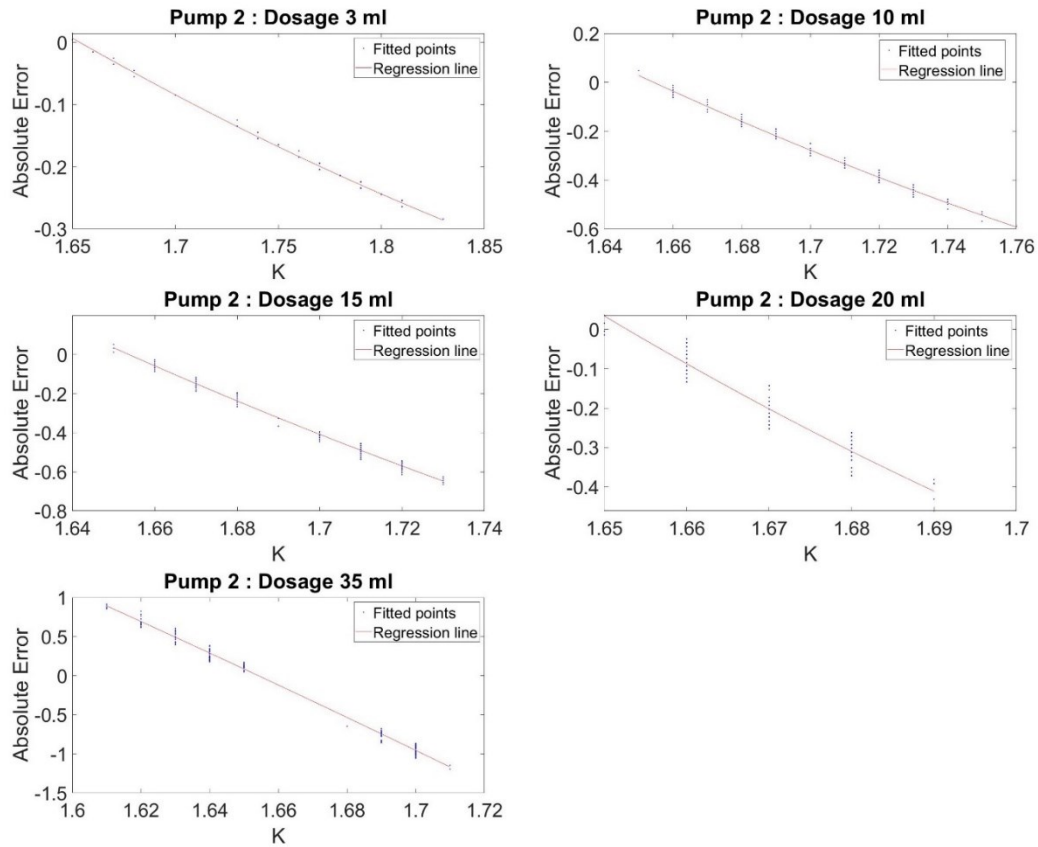 Pump 2 : Dosage 3 ml
0
-0.1
-0.2
-0.3
Absolute Error
1.65
1.7
1.75
1.8
1.85
K
Fitted points
Regression line
Pump 2 : Dosage 10 ml
0.2
0
-0.2
-0.4
-0.6
Absolute Error
1.64
1.66
1.68
1.7
1.72
1.74
1.76
K
Fitted points
Regression line
Pump 2 : Dosage 15 ml
0
-0.2
-0.4
-0.6
-0.8
Absolute Error
1.64
1.66
1.68
1.7
1.72
1.74
K
Fitted points
Regression line
Pump 2 : Dosage 20 ml
0
-0.1
-0.2
-0.3
-0.4
Absolute Error
1.65
1.66
1.67
1.68
1.69
1.7
K
Fitted points
Regression line
Pump 2 : Dosage 35 ml
1
0.5
0
-0.5
-1
-1.5
Absolute Error
1.6
1.62
1.64
1.66
1.68
1.7
1.72
K
Fitted points
Regression line